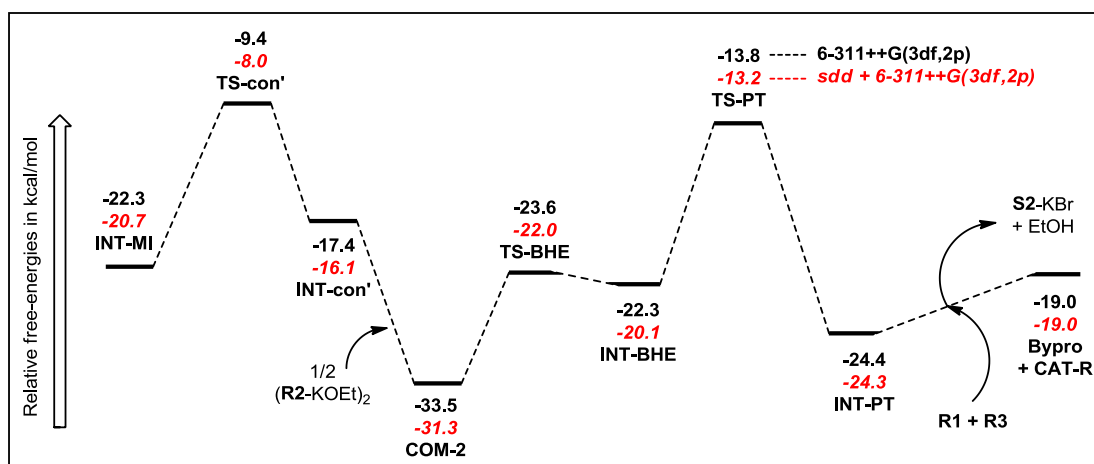 Relative free-energies in kcal/mol
-22.3
-20.7
INT-MI
-9.4
-8.0
TS-con'
-17.4
-16.1
INT-con'
1/2
(R2-KOEt)2
-33.5
-31.3
COM-2
-23.6
-22.0
TS-BHE
-22.3
-20.1
INT-BHE
-13.8 6-311++G(3df,2p)
-13.2 sdd + 6-311++G(3df,2p)
TS-PT
-24.4
-24.3
INT-PT
S2-KBr
+ EtOH
R1 + R3
-19.0
-19.0
Bypro
+ CAT-R